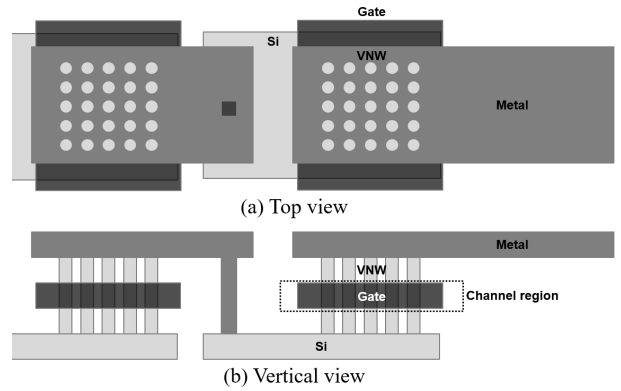 Gate
Si
VNW
Metal
(a) Top view
Metal
VNW
Gate
Channel region
Si
(b) Vertical view